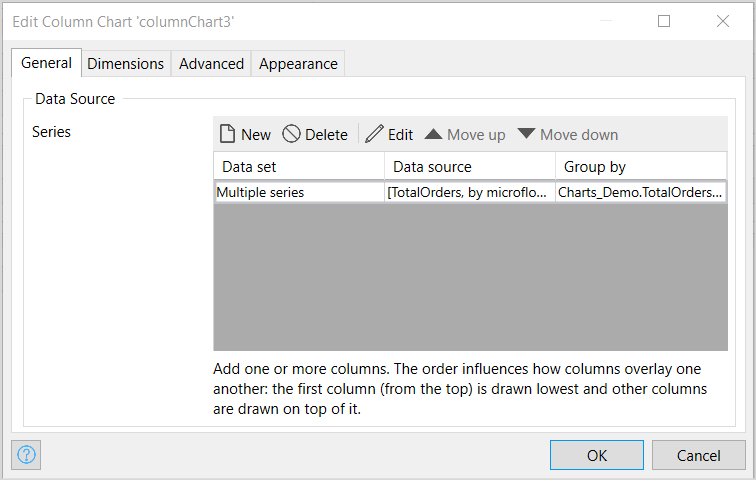 Edit Column Chart 'columnChart3'
General Dimensions Advanced Appearance
Data Source
Series
New Delete Edit Move up Move down
Data set Data source Group by
Multiple series [TotalOrders, by microflo... Charts_Demo.TotalOrders...
Add one or more columns. The order influences how columns overlay one
another: the first column (from the top) is drawn lowest and other columns
are drawn on top of it.
? OK Cancel